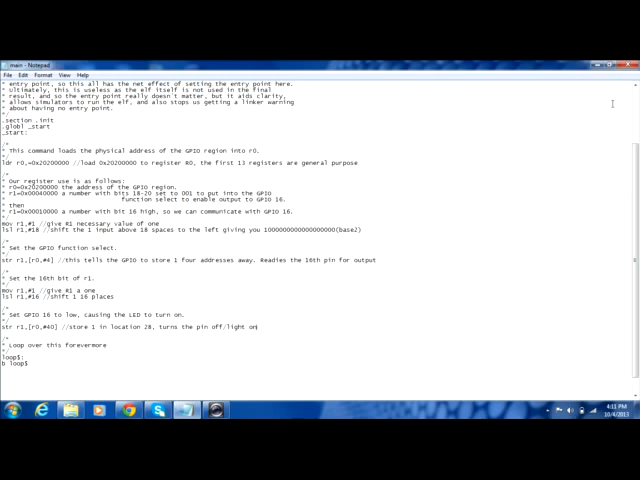 main - Notepad
File Edit Format View Help
* entry point, so this all has the net effect of setting the entry point here.
* Ultimately, this is useless as the elf itself is not used in the final
* result, and so the entry point really doesn't matter, but it aids clarity,
* allows simulators to run the elf, and also stops us getting a linker warning
* about having no entry point.
*/
.section .init
.globl _start
_start:
/*
* This command loads the physical address of the GPIO region into r0.
*/
ldr r0,=0x20200000 //load 0x20200000 to register R0, the first 13 registers are general purpose
/*
* Our register use is as follows:
* r0=0x20200000 the address of the GPIO region.
* r1=0x00040000 a number with bits 18-20 set to 001 to put into the GPIO
* function select to enable output to GPIO 16.
* then
* r1=0x00010000 a number with bit 16 high, so we can communicate with GPIO 16.
*/
mov r1,#1 //give R1 necessary value of one
lsl r1,#18 //shift the 1 input above 18 spaces to the left giving you 1000000000000000000(base2)
/*
* Set the GPIO function select.
*/
str r1,[r0,#4] //this tells the GPIO to store 1 four addresses away. Readies the 16th pin for output
/*
* Set the 16th bit of r1.
*/
mov r1,#1 //give R1 a one
lsl r1,#16 //shift 1 16 places
/*
* Set GPIO 16 to low, causing the LED to turn on.
*/
str r1,[r0,#40] //store 1 in location 28, turns the pin off/light on
/*
* Loop over this forevermore
*/
loop$:
b loop$
4:11 PM
10/4/2013